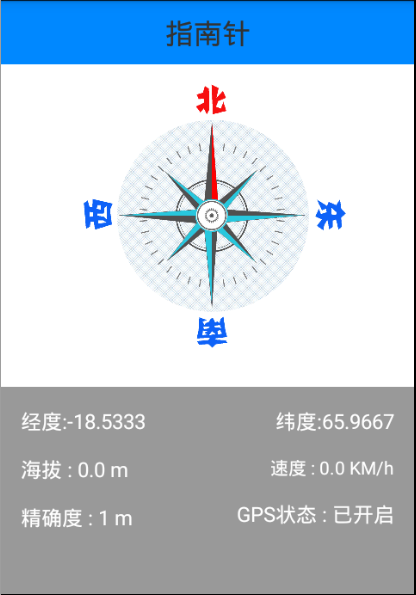 指南针
北
西
东
南
经度:-18.5333
纬度:65.9667
海拔 : 0.0 m
速度 : 0.0 KM/h
精确度 : 1 m
GPS状态 : 已开启